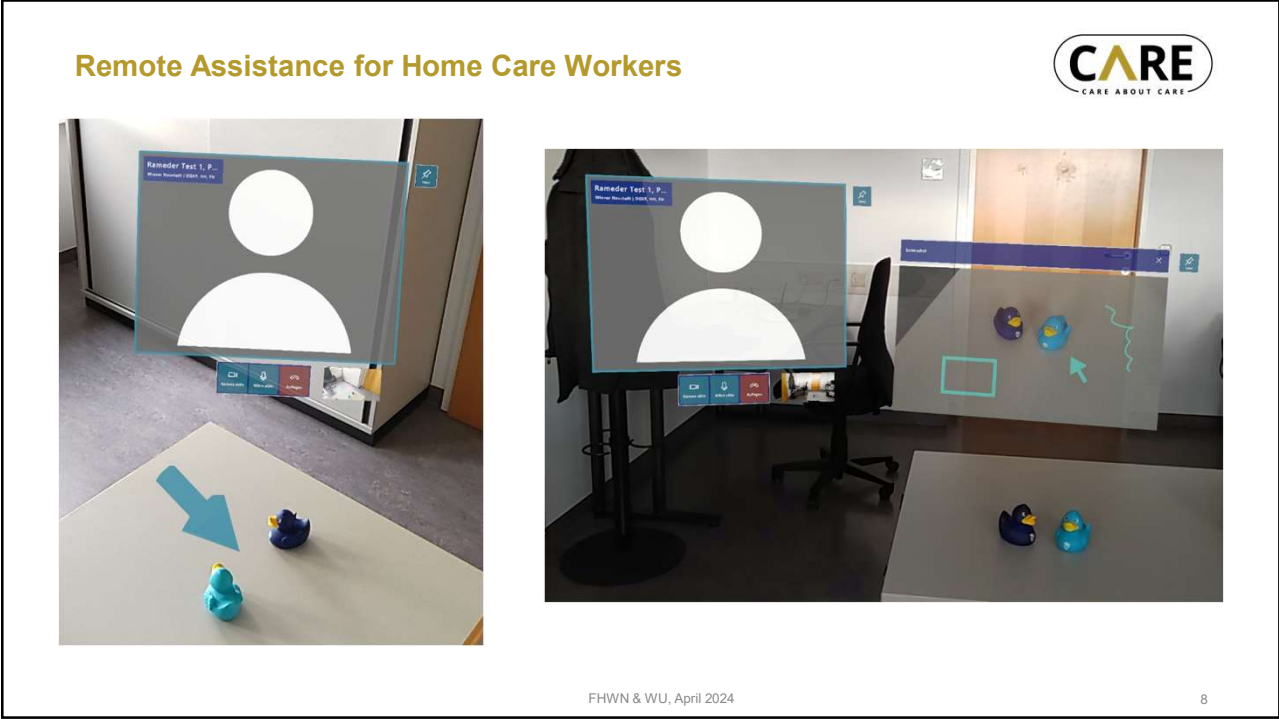 Remote Assistance for Home Care Workers
CARE
CARE ABOUT CARE
Rameder Test 1, P...
Rameder Test 1, P...
Screenshot
FHWN & WU, April 2024
8